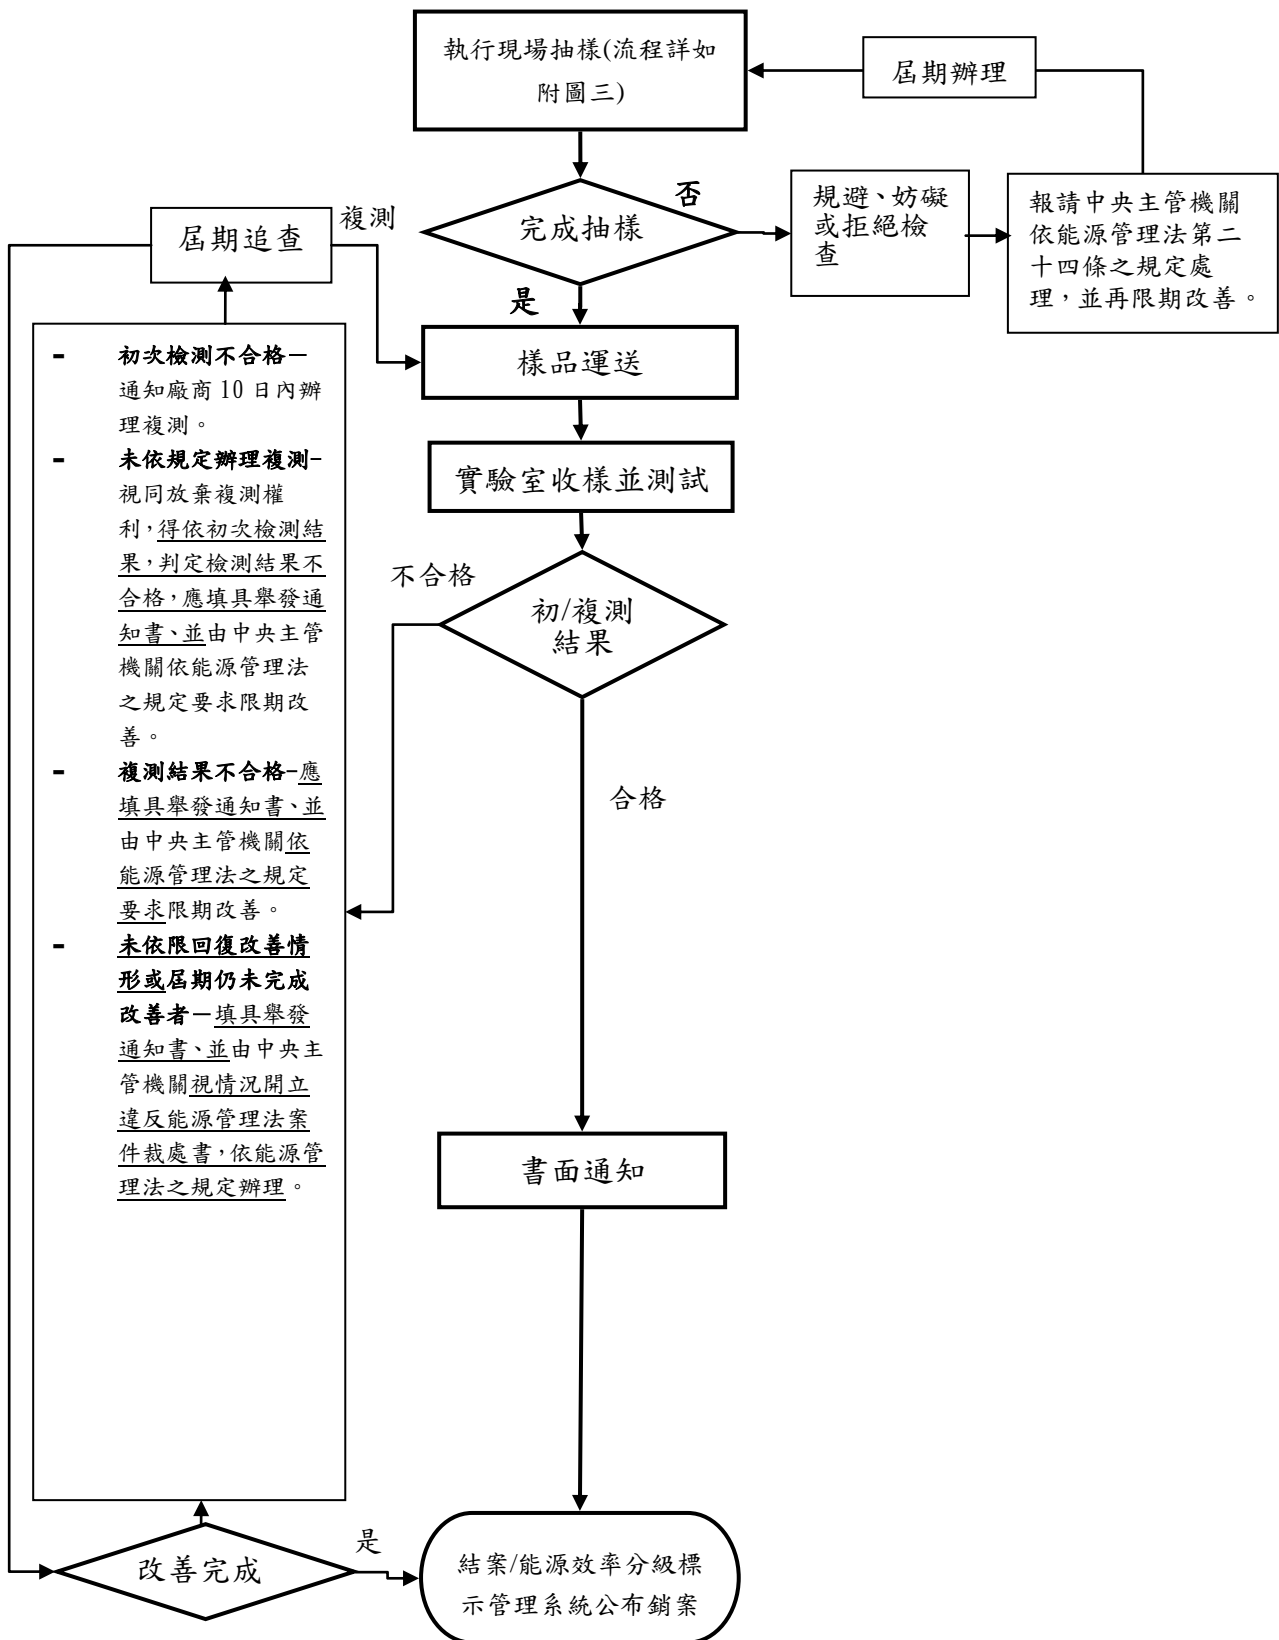 執行現場抽樣(流程詳如
附圖三)
屆期辦理
完成抽樣
否
規避、妨礙
或拒絕檢
查
報請中央主管機關
依能源管理法第二
十四條之規定處
理，並再限期改善。
屆期追查
複測
是
樣品運送
實驗室收樣並測試
不合格
初/複測
結果
合格
- 初次檢測不合格－
通知廠商 10 日內辦
理複測。
- 未依規定辦理複測-
視同放棄複測權
利，得依初次檢測結
果，判定檢測結果不
合格，應填具舉發通
知書、並由中央主管
機關依能源管理法
之規定要求限期改
善。
- 複測結果不合格-應
填具舉發通知書、並
由中央主管機關依
能源管理法之規定
要求限期改善。
- 未依限回復改善情
形或屆期仍未完成
改善者－填具舉發
通知書、並由中央主
管機關視情況開立
違反能源管理法案
件裁處書，依能源管
理法之規定辦理。
書面通知
改善完成
是
結案/能源效率分級標
示管理系統公布銷案